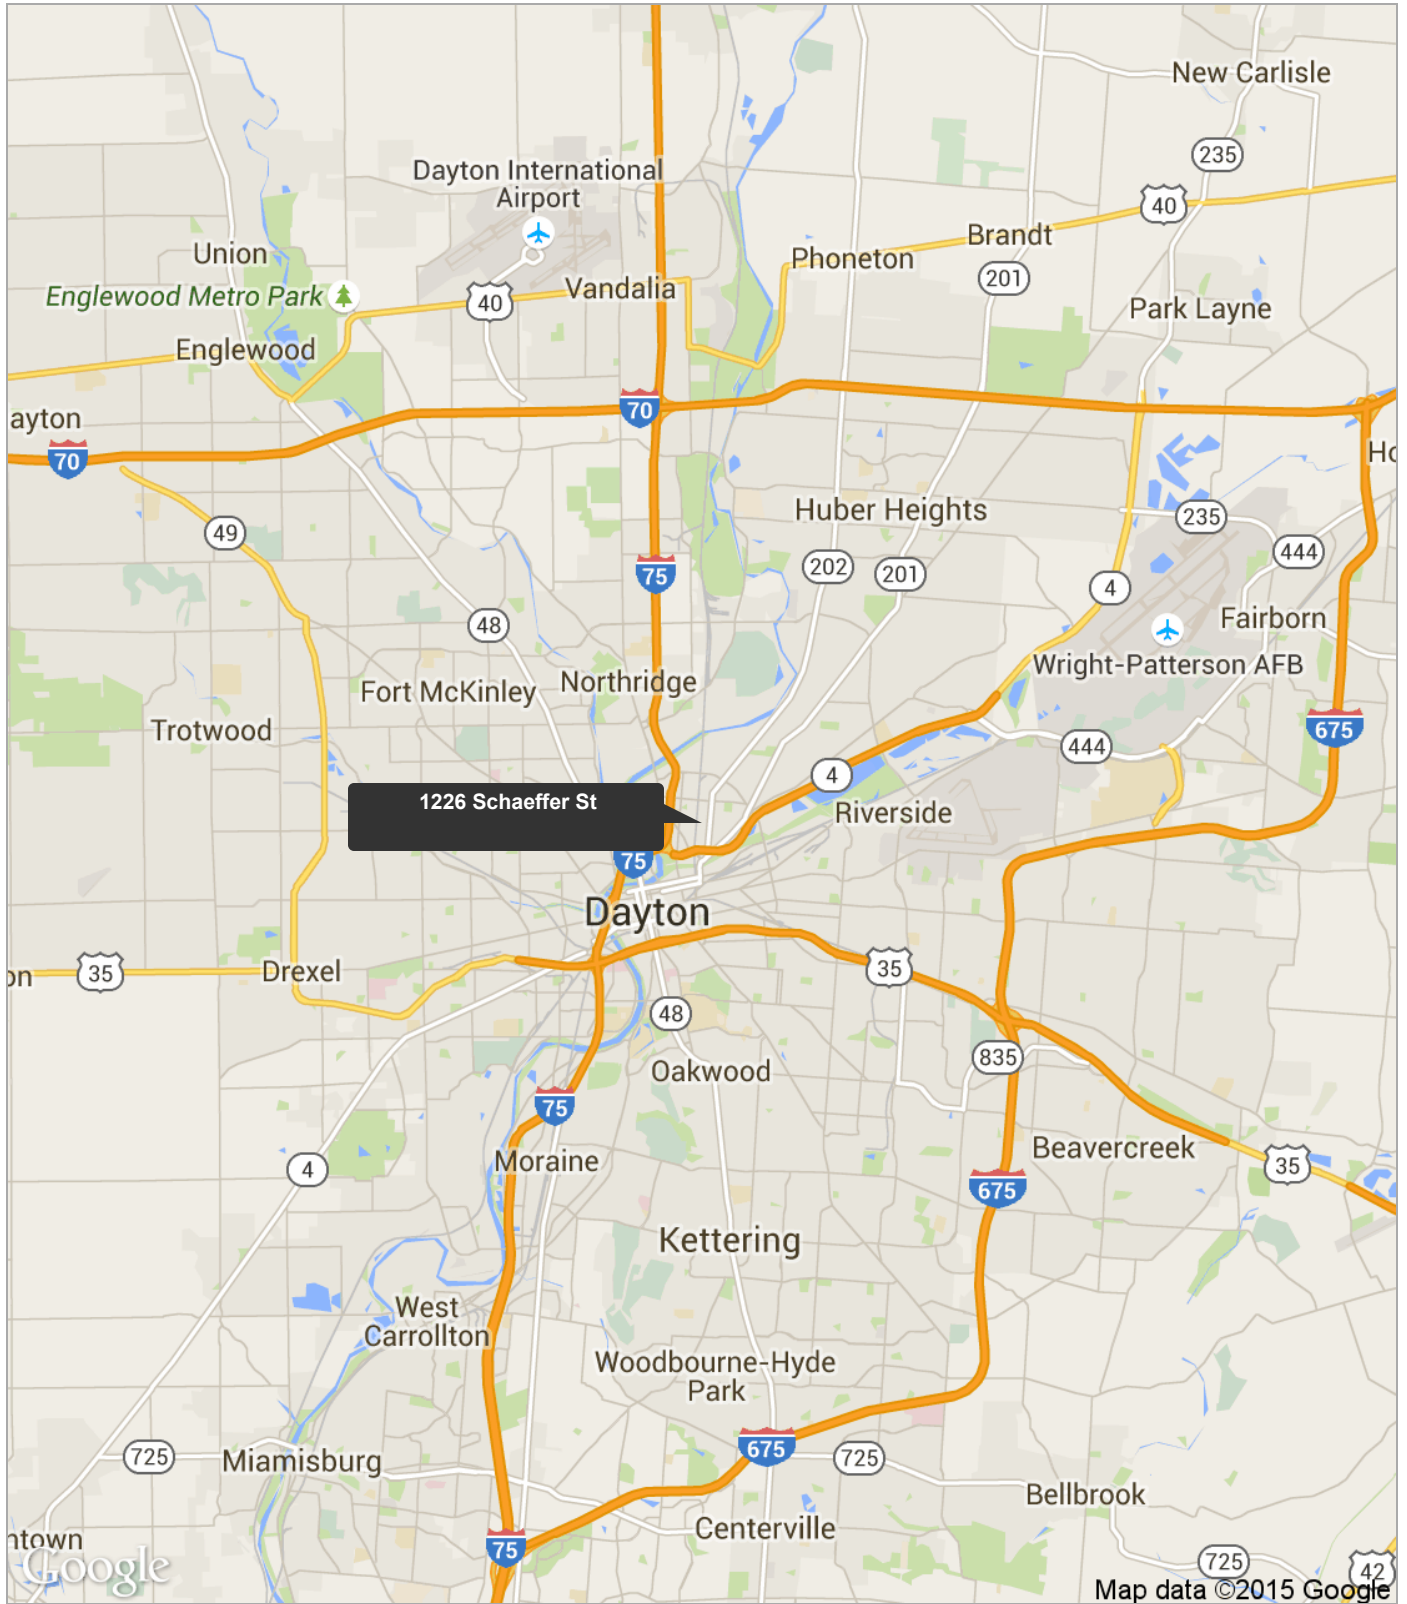 New Carlisle
235
Dayton International
Airport
40
Union
Brandt
Phoneton
201
Englewood Metro Park
40
Vandalia
Park Layne
Englewood
70
ayton
70
Huber Heights
235
49
444
202
201
75
4
48
Fairborn
Wright-Patterson AFB
Northridge
Fort McKinley
Trotwood
675
444
4
1226 Schaeffer St
Riverside
75
Dayton
35
35
on
Drexel
48
835
Oakwood
75
Beavercreek
Moraine
4
35
675
Kettering
West
Carrollton
Woodbourne-Hyde
Park
675
725
725
Miamisburg
Bellbrook
Centerville
ntown
75
725
42
Google
Map data ©2015 Google